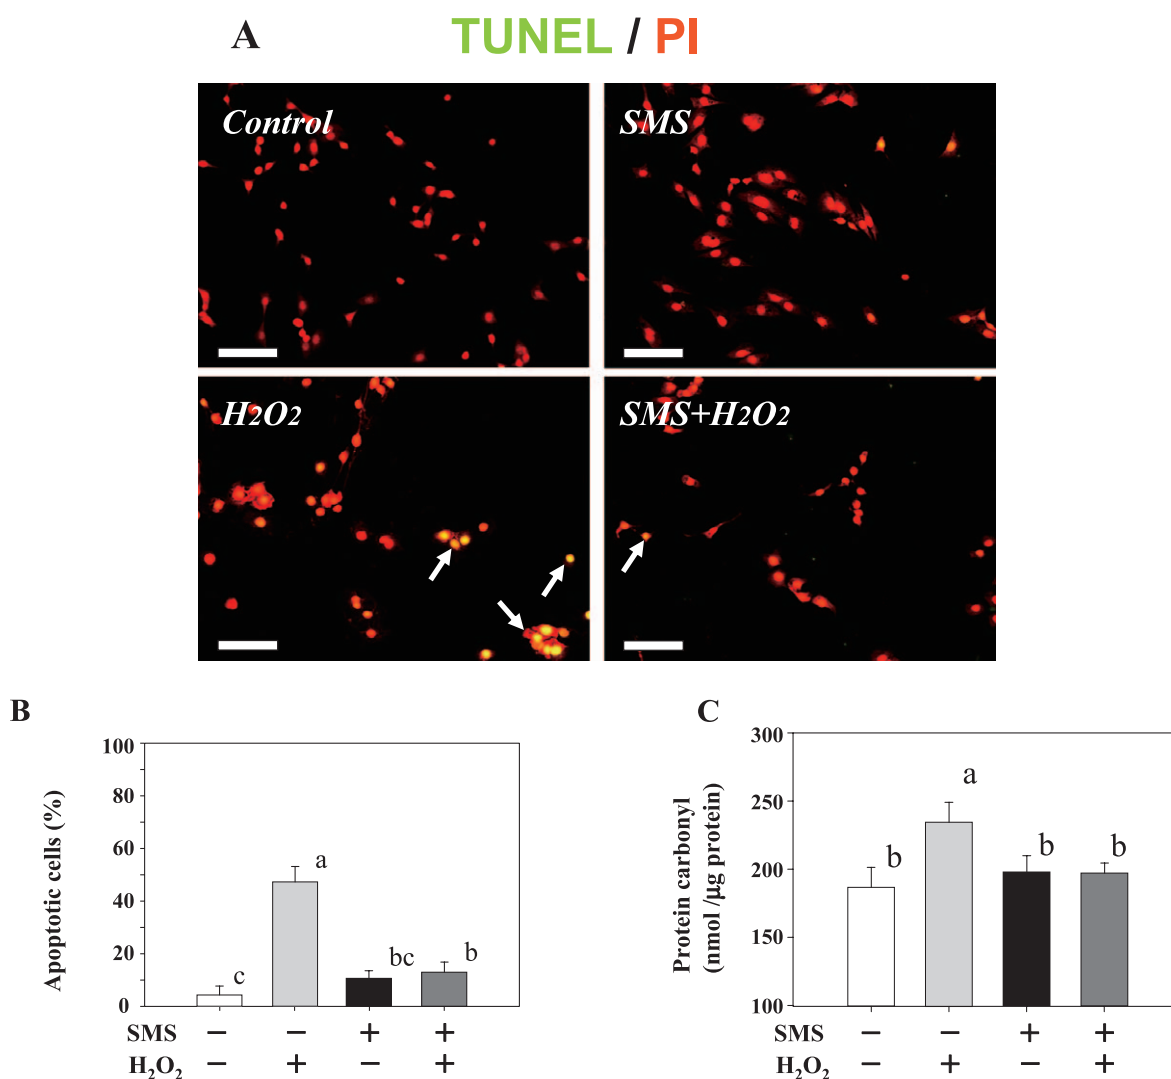 A
TUNEL / PI
Control
SMS
H2O2
SMS+H2O2
B
C
100
80
60
40
20
0
Apoptotic cells (%)
c
a
bc
b
SMS − − + +
H₂O₂ − + − +
300
250
200
150
100
Protein carbonyl
(nmol /μg protein)
b
a
b
b
SMS − − + +
H₂O₂ − + − +